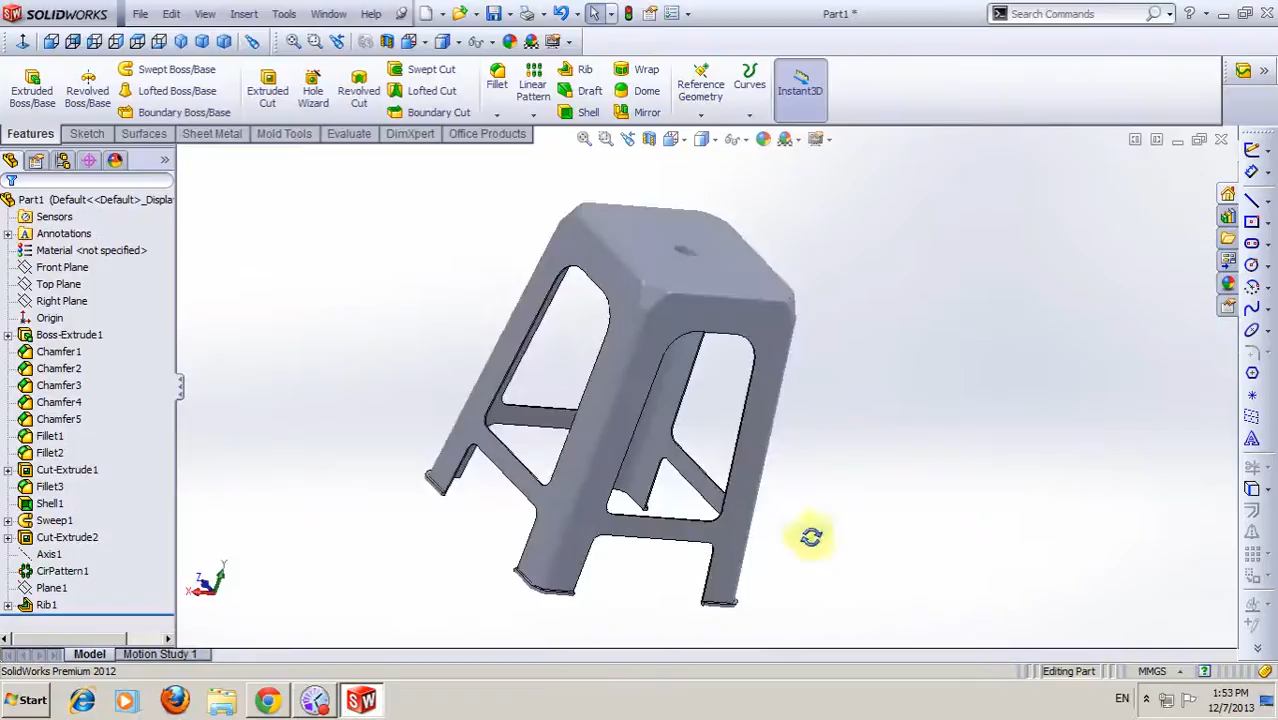 SOLIDWORKS File Edit View Insert Tools Window Help Part1 * Search Commands
Extruded Boss/Base
Revolved Boss/Base
Swept Boss/Base
Lofted Boss/Base
Boundary Boss/Base
Extruded Cut
Hole Wizard
Revolved Cut
Swept Cut
Lofted Cut
Boundary Cut
Fillet
Linear Pattern
Rib
Draft
Shell
Wrap
Dome
Mirror
Reference Geometry
Curves
Instant3D
Features Sketch Surfaces Sheet Metal Mold Tools Evaluate DimXpert Office Products
Part1 (Default<<Default>_Displa
Sensors
Annotations
Material <not specified>
Front Plane
Top Plane
Right Plane
Origin
Boss-Extrude1
Chamfer1
Chamfer2
Chamfer3
Chamfer4
Chamfer5
Fillet1
Fillet2
Cut-Extrude1
Fillet3
Shell1
Sweep1
Cut-Extrude2
Axis1
CirPattern1
Plane1
Rib1
Y
Z
X
Model Motion Study 1
SolidWorks Premium 2012 Editing Part MMGS
Start EN 1:53 PM
12/7/2013